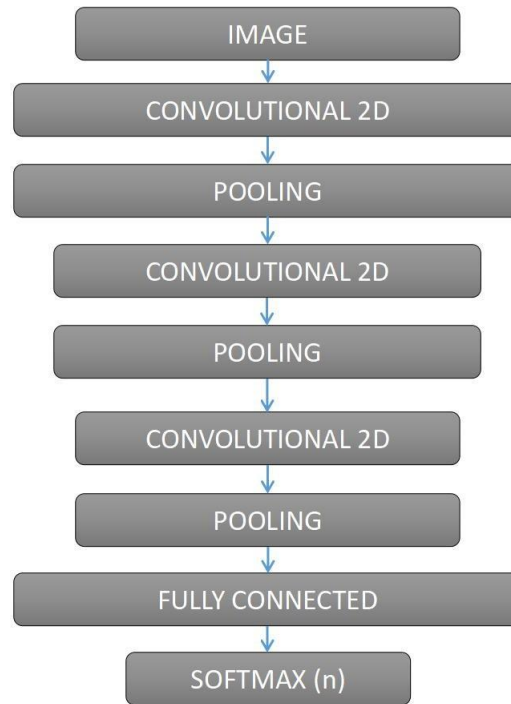 IMAGE
CONVOLUTIONAL 2D
POOLING
CONVOLUTIONAL 2D
POOLING
CONVOLUTIONAL 2D
POOLING
FULLY CONNECTED
SOFTMAX (n)